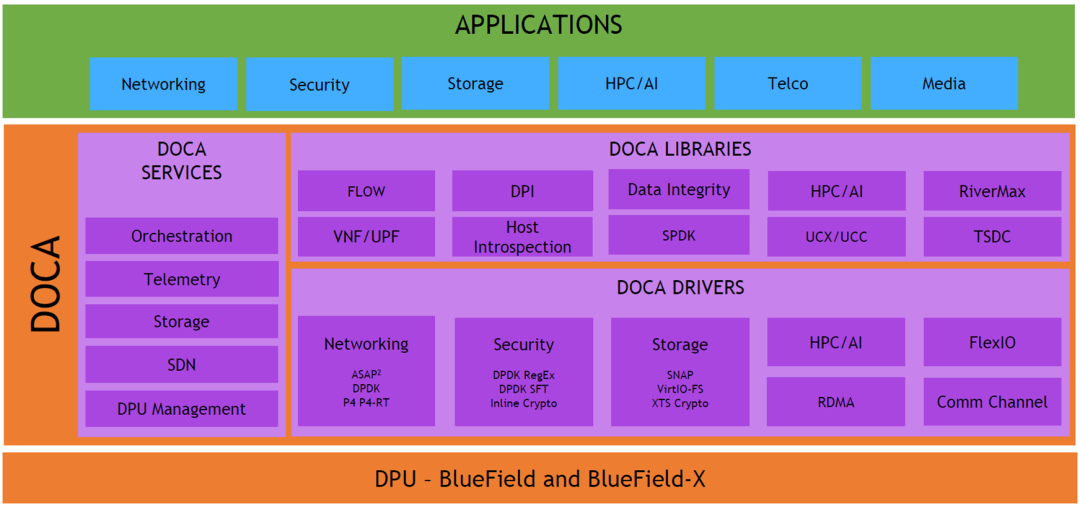 APPLICATIONS
Networking
Security
Storage
HPC/AI
Telco
Media
DOCA
DOCA
SERVICES
Orchestration
Telemetry
Storage
SDN
DPU Management
DOCA LIBRARIES
FLOW
DPI
Data Integrity
HPC/AI
RiverMax
VNF/UPF
Host
Introspection
SPDK
UCX/UCC
TSDC
DOCA DRIVERS
Networking
ASAP²
DPDK
P4 P4-RT
Security
DPDK RegEx
DPDK SFT
Inline Crypto
Storage
SNAP
VirtIO-FS
XTS Crypto
HPC/AI
FlexIO
RDMA
Comm Channel
DPU – BlueField and BlueField-X